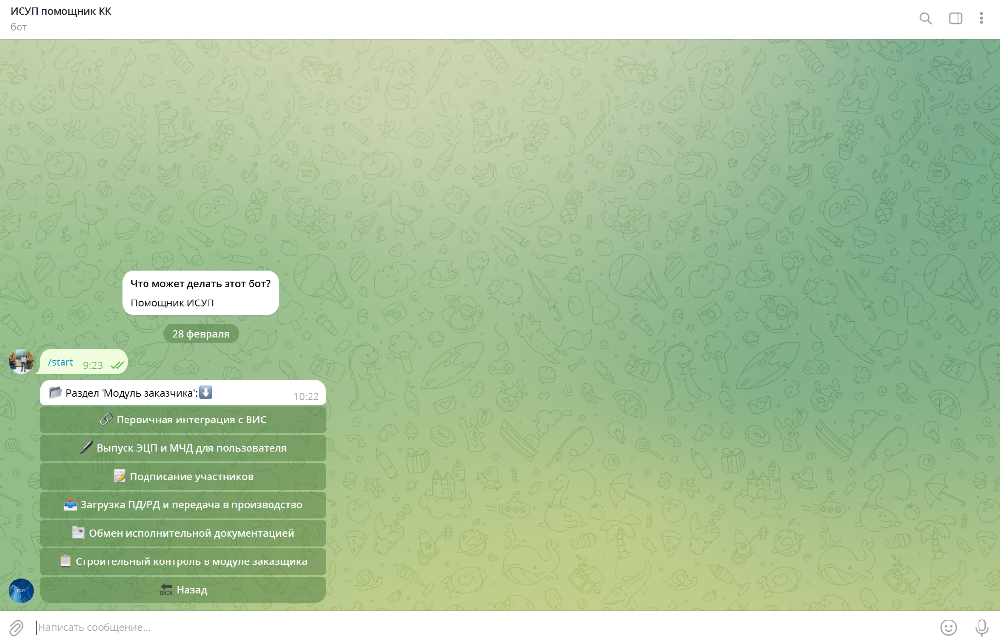 ИСУП помощник КК
бот
Что может делать этот бот?
Помощник ИСУП
28 февраля
/start 9:23
Раздел 'Модуль заказчика': 10:22
Первичная интеграция с ВИС
Выпуск ЭЦП и МЧД для пользователя
Подписание участников
Загрузка ПД/РД и передача в производство
Обмен исполнительной документацией
Строительный контроль в модуле заказщика
BACK Назад
ИСУП
Написать сообщение...